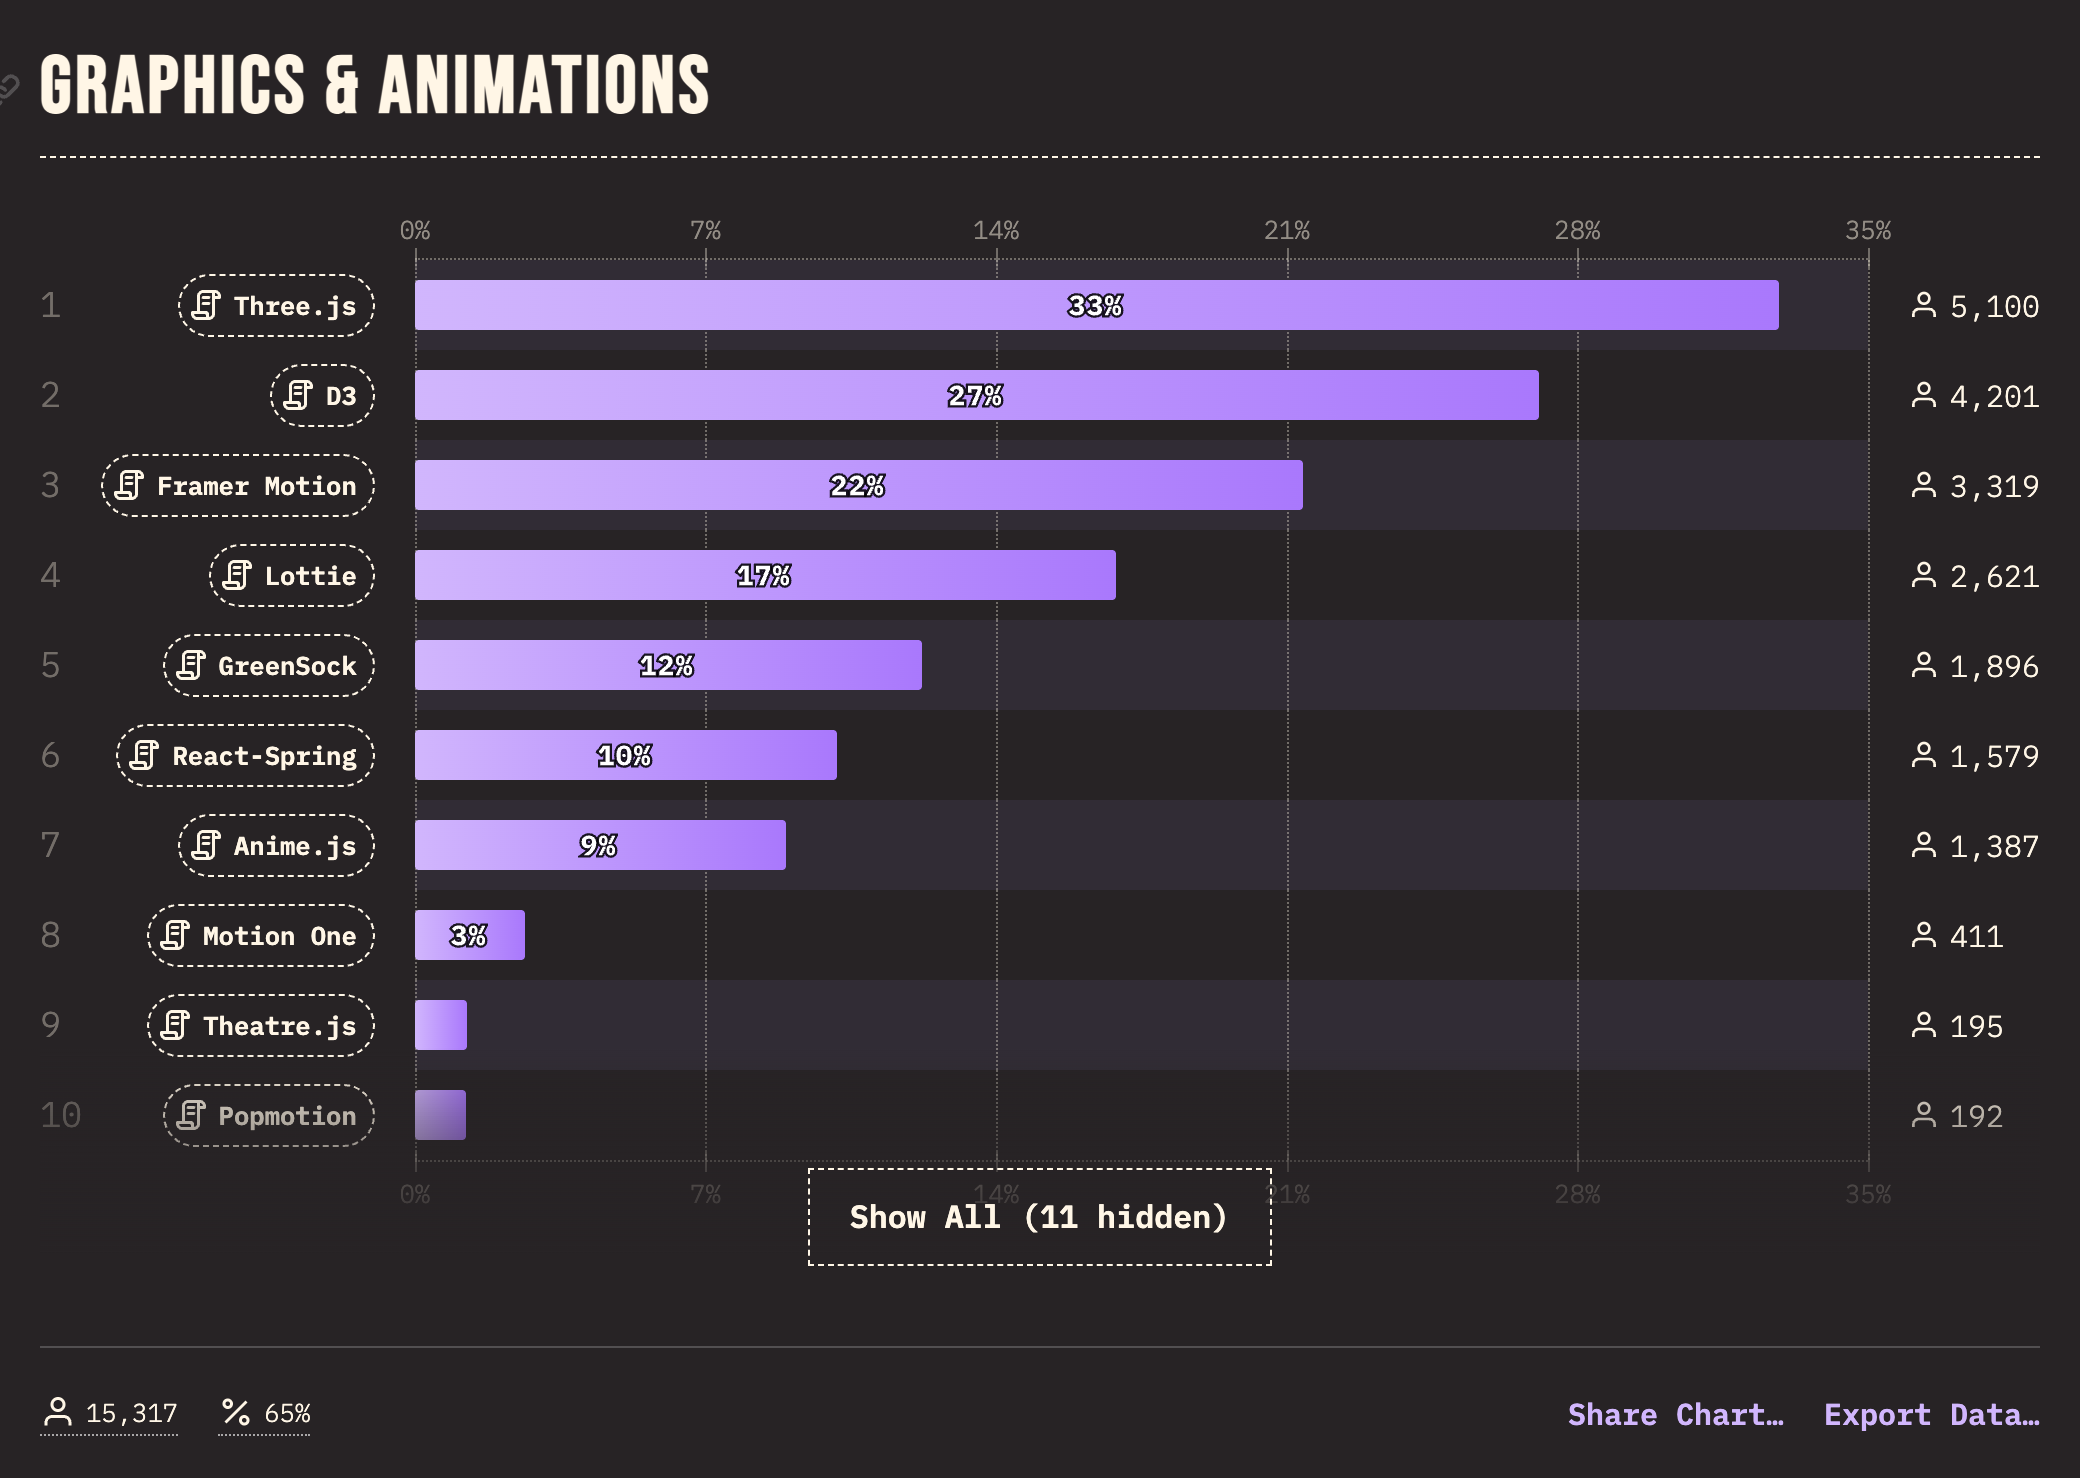 GRAPHICS & ANIMATIONS
0% 7% 14% 21% 28% 35%
1 Three.js 33% 5,100
2 D3 27% 4,201
3 Framer Motion 22% 3,319
4 Lottie 17% 2,621
5 GreenSock 12% 1,896
6 React-Spring 10% 1,579
7 Anime.js 9% 1,387
8 Motion One 3% 411
9 Theatre.js 195
10 Popmotion 192
0% 7% 14% 21% 28% 35%
Show All (11 hidden)
15,317 % 65% Share Chart… Export Data…